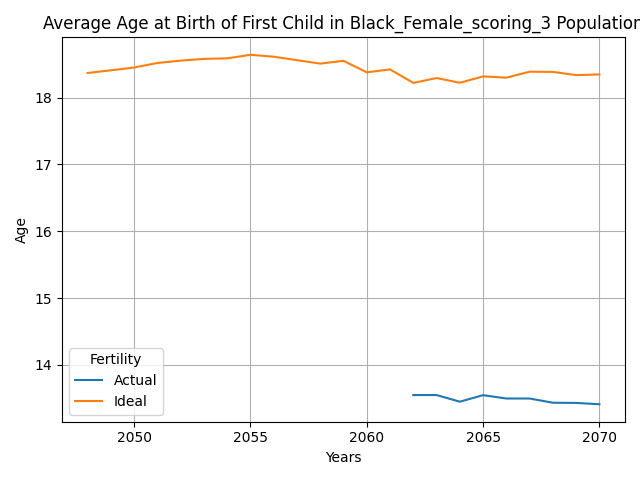 Average Age at Birth of First Child in Black_Female_scoring_3 Population
Age
18
17
16
15
14
Fertility
Actual
Ideal
2050
2055
2060
2065
2070
Years